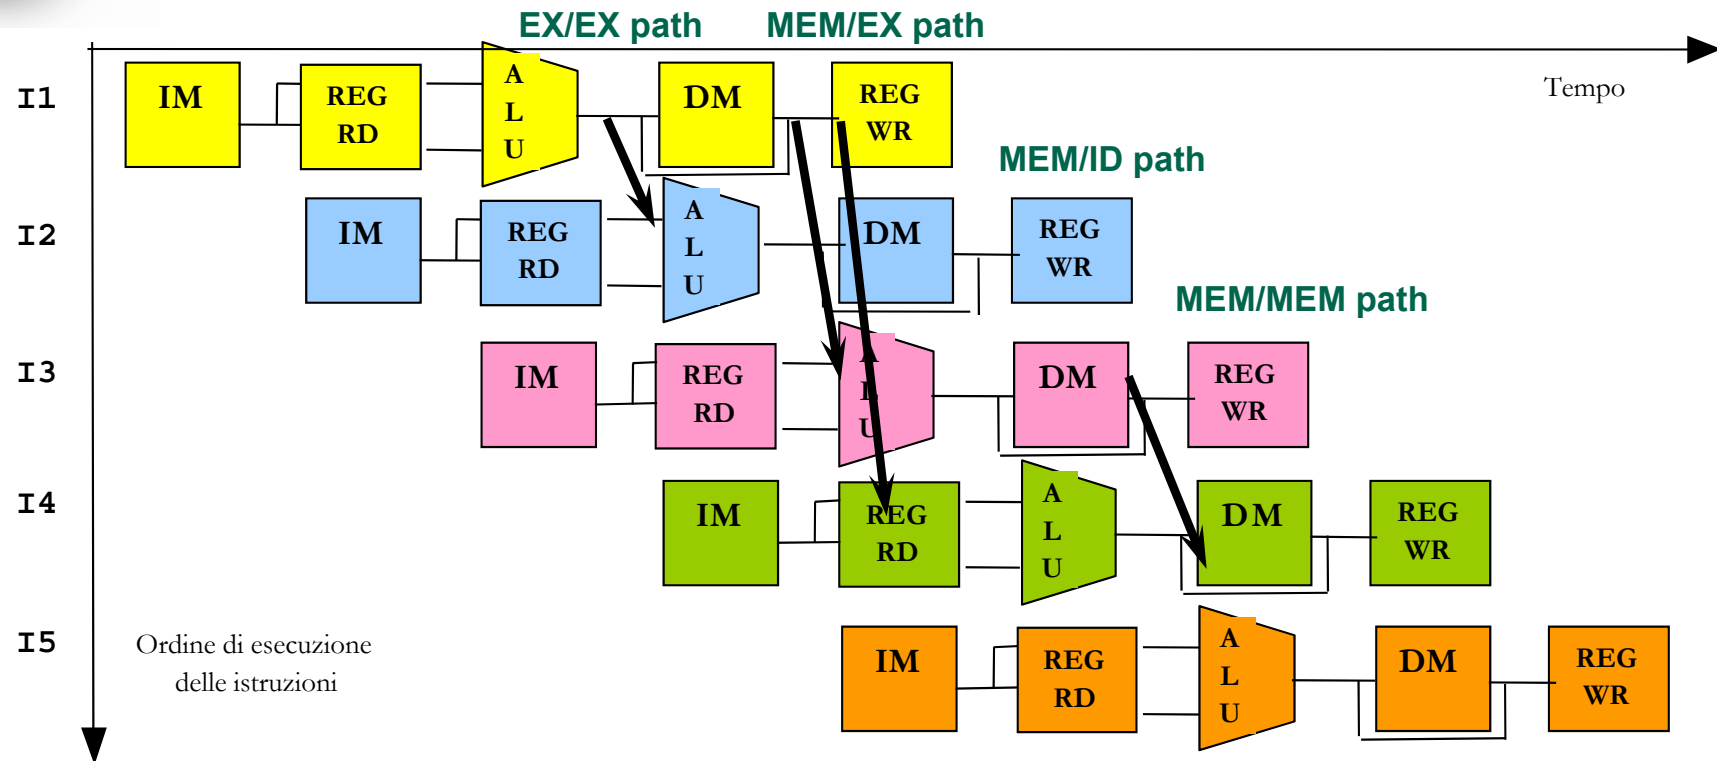 EX/EX path
MEM/EX path
Tempo
I1
IM
REG
RD
A
L
U
DM
REG
WR
MEM/ID path
I2
IM
REG
RD
A
L
U
DM
REG
WR
MEM/MEM path
I3
IM
REG
RD
A
L
U
DM
REG
WR
I4
IM
REG
RD
A
L
U
DM
REG
WR
I5
Ordine di esecuzione
delle istruzioni
IM
REG
RD
A
L
U
DM
REG
WR